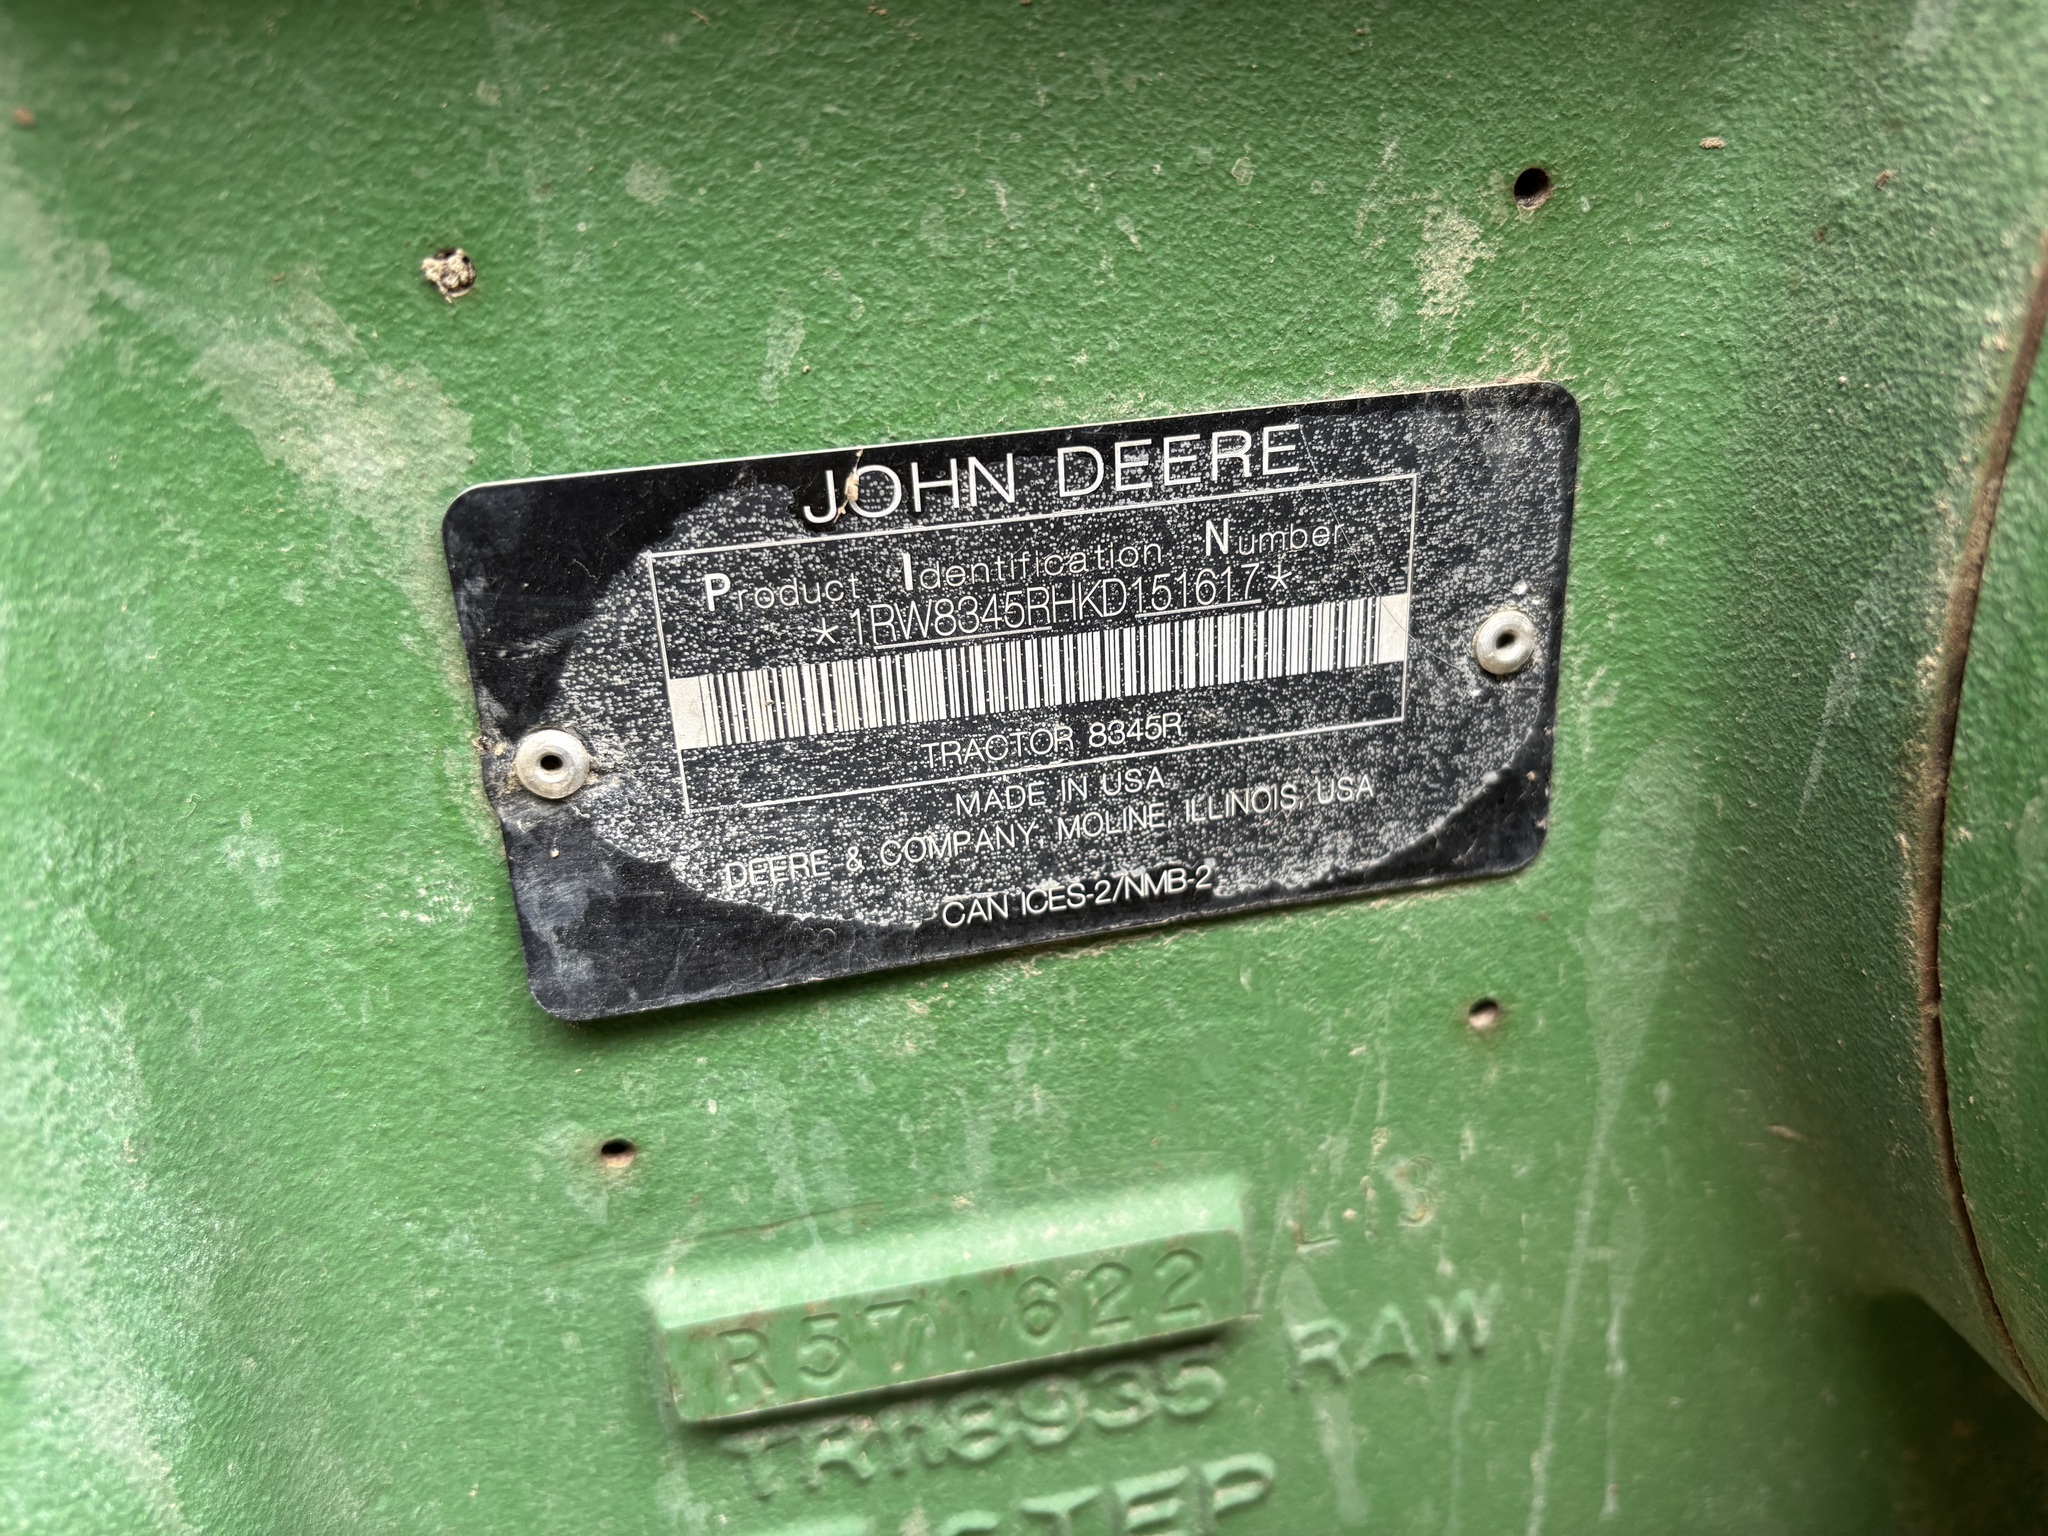 JOHN DEERE
Product Identification Number
*1RW8345RHKD151617*
TRACTOR 8345R
MADE IN USA
DEERE & COMPANY, MOLINE, ILLINOIS, USA
CAN ICES-2/NMB-2
R571622
RAW